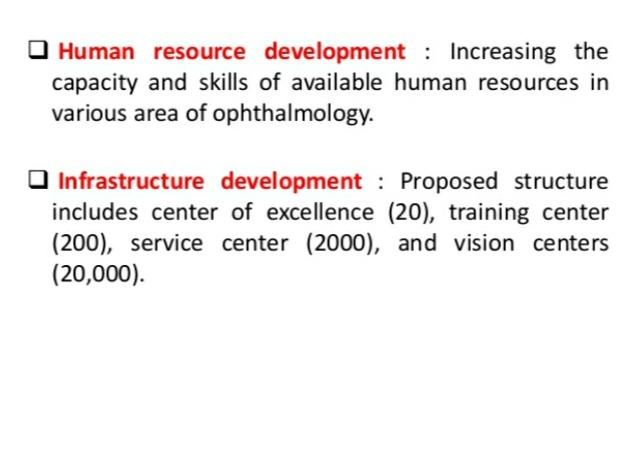 ❑ Human resource development : Increasing the
capacity and skills of available human resources in
various area of ophthalmology.
❑ Infrastructure development : Proposed structure
includes center of excellence (20), training center
(200), service center (2000), and vision centers
(20,000).